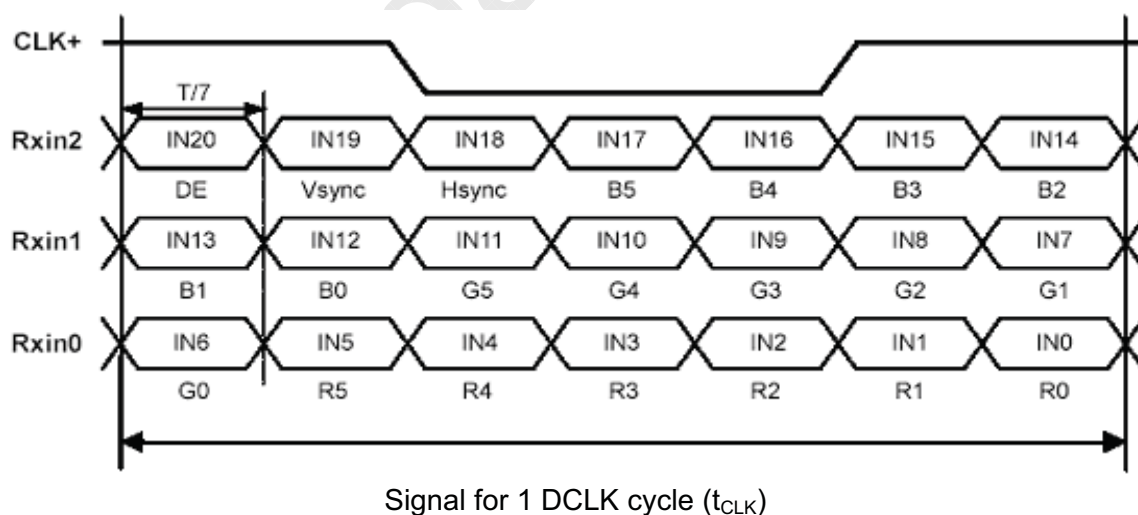 CLK+
T/7
Rxin2 IN20 IN19 IN18 IN17 IN16 IN15 IN14
DE Vsync Hsync B5 B4 B3 B2
Rxin1 IN13 IN12 IN11 IN10 IN9 IN8 IN7
B1 B0 G5 G4 G3 G2 G1
Rxin0 IN6 IN5 IN4 IN3 IN2 IN1 IN0
G0 R5 R4 R3 R2 R1 R0
Signal for 1 DCLK cycle (tCLK)